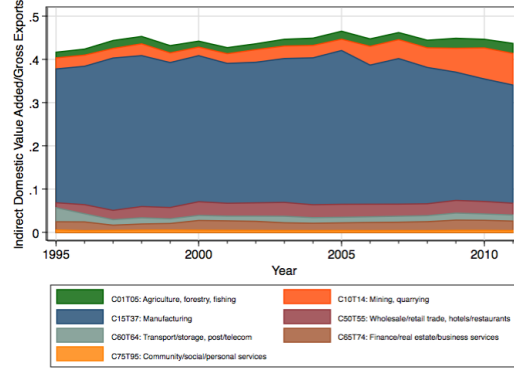 Indirect Domestic Value Added/Gross Exports
.5
.4
.3
.2
.1
0
1995 2000 2005 2010
Year
C01T05: Agriculture, forestry, fishing C10T14: Mining, quarrying
C15T37: Manufacturing C50T55: Wholesale/retail trade, hotels/restaurants
C60T64: Transport/storage, post/telecom C65T74: Finance/real estate/business services
C75T95: Community/social/personal services